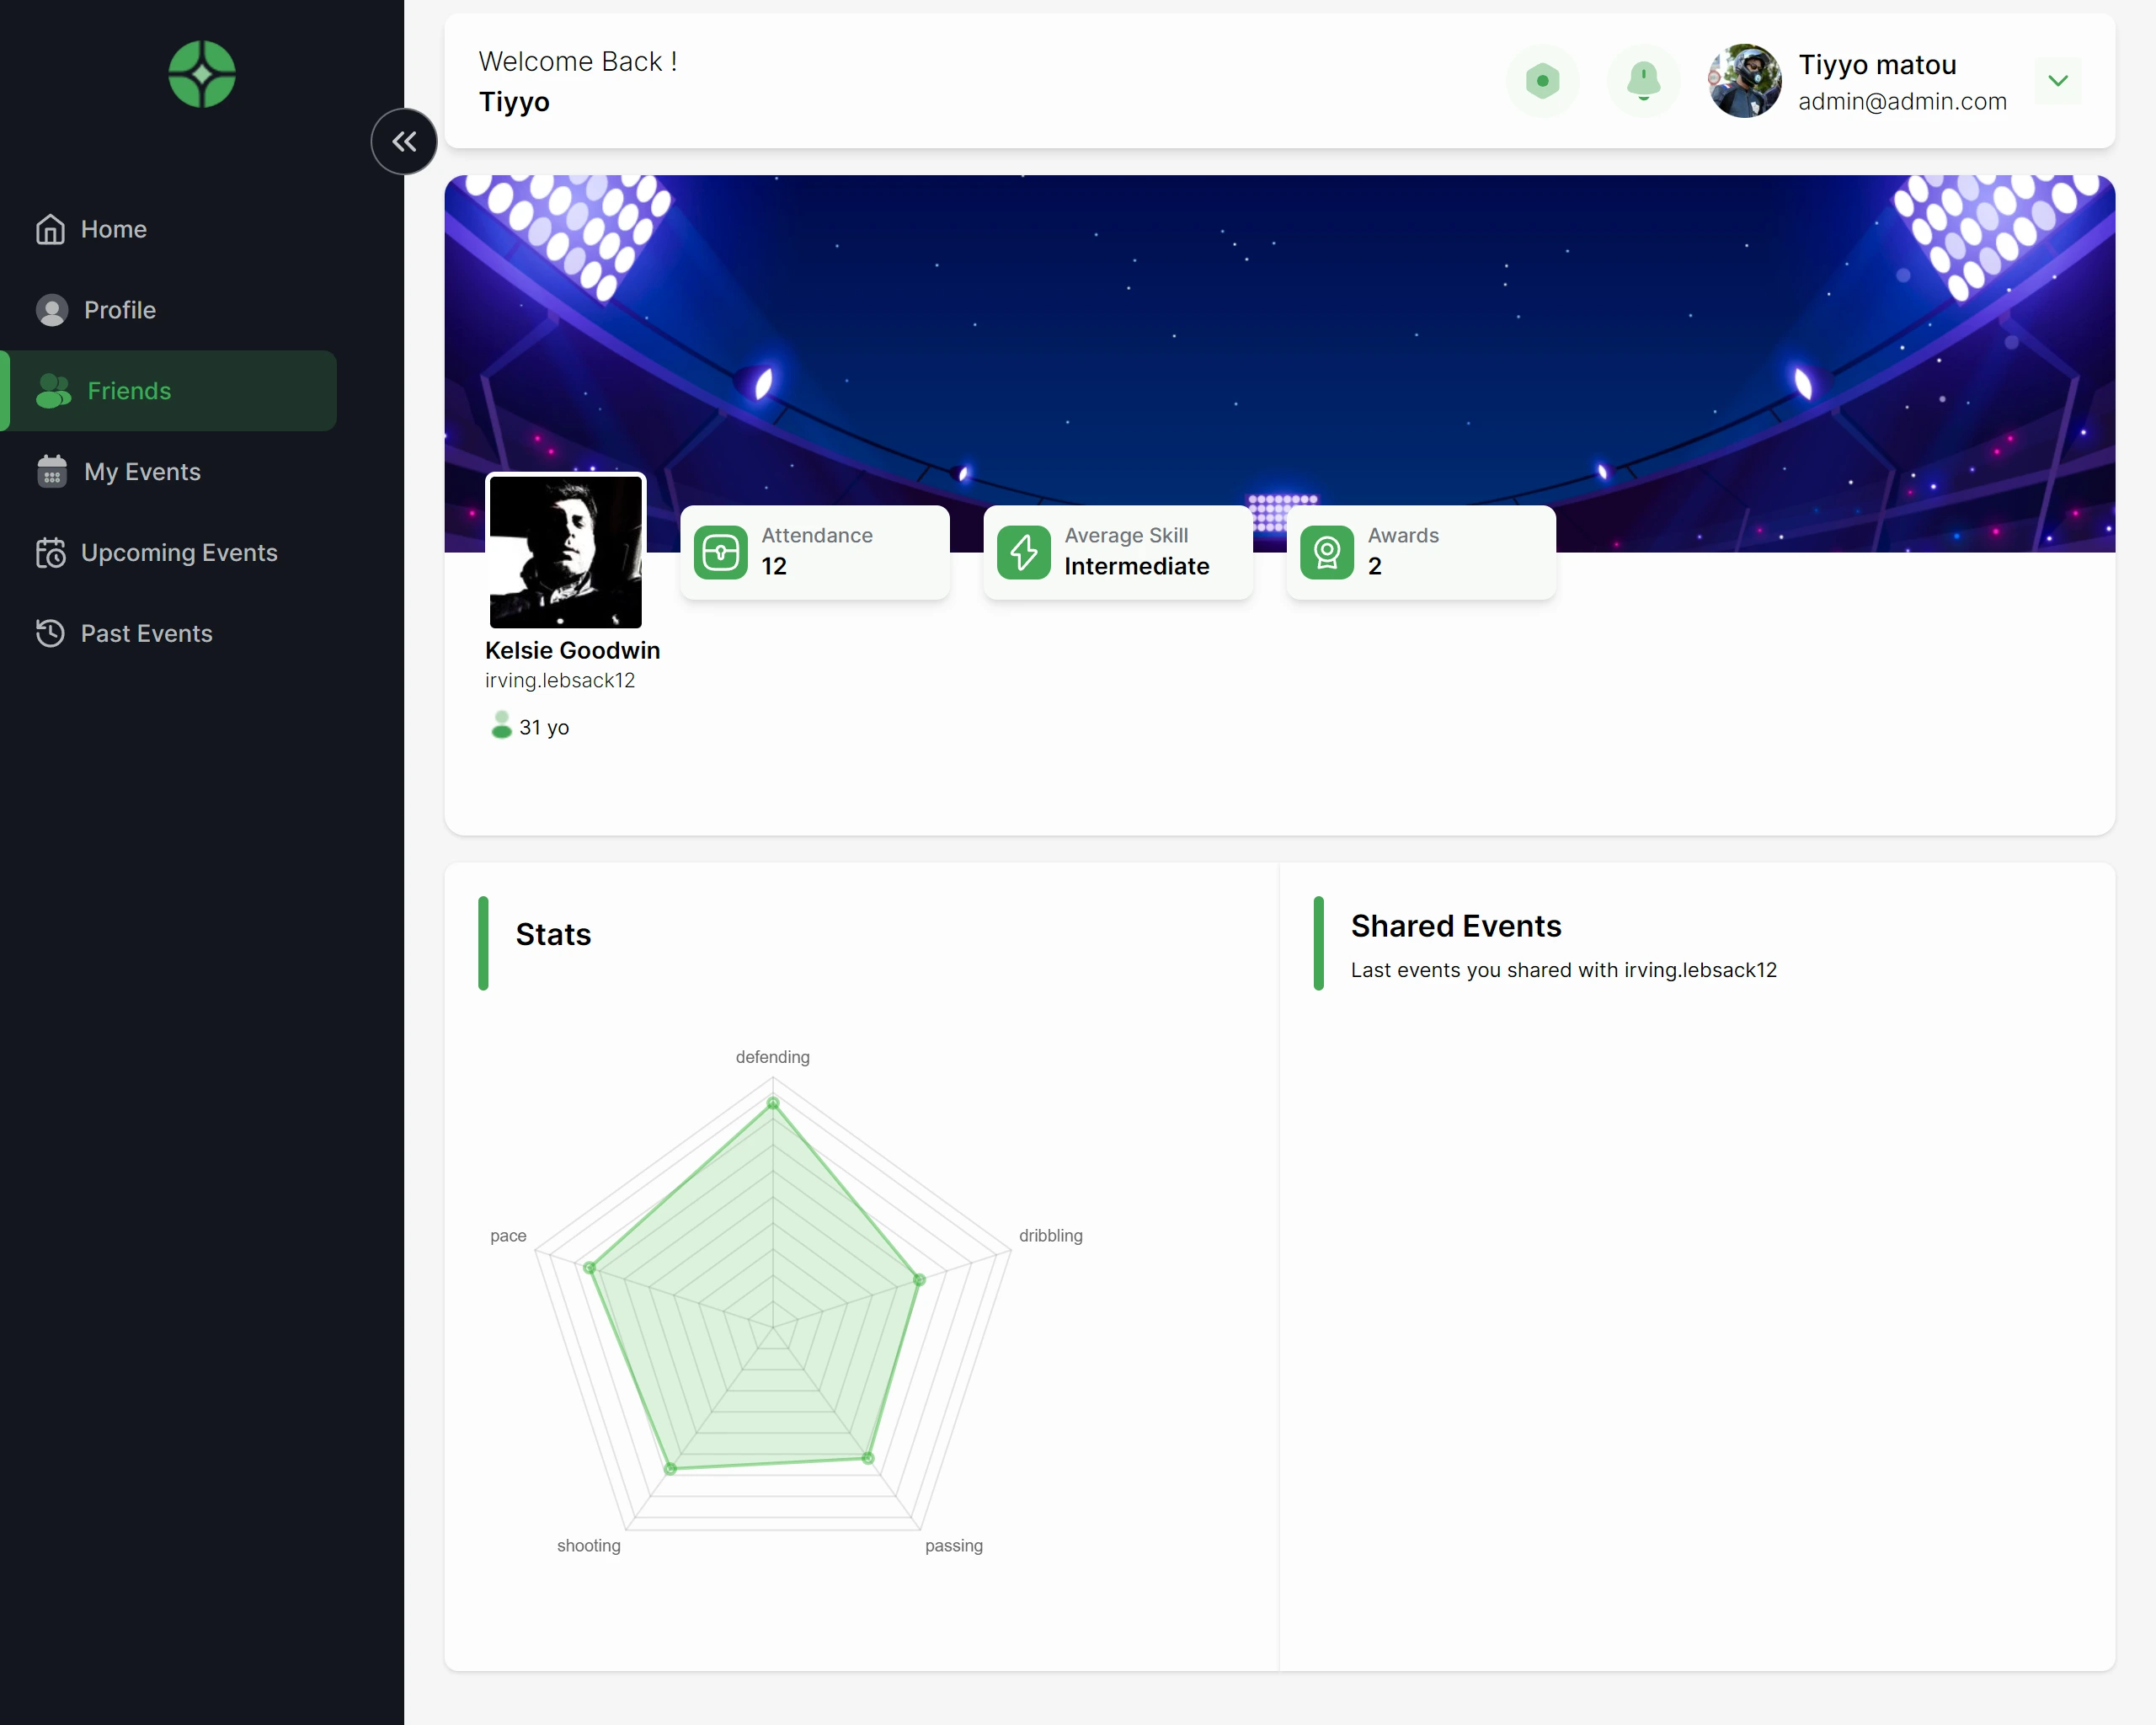 Welcome Back !
Tiyyo
Tiyyo matou
admin@admin.com
Home
Profile
Friends
My Events
Upcoming Events
Past Events
Attendance
12
Average Skill
Intermediate
Awards
2
Kelsie Goodwin
irving.lebsack12
31 yo
Stats
defending
pace
dribbling
shooting
passing
Shared Events
Last events you shared with irving.lebsack12